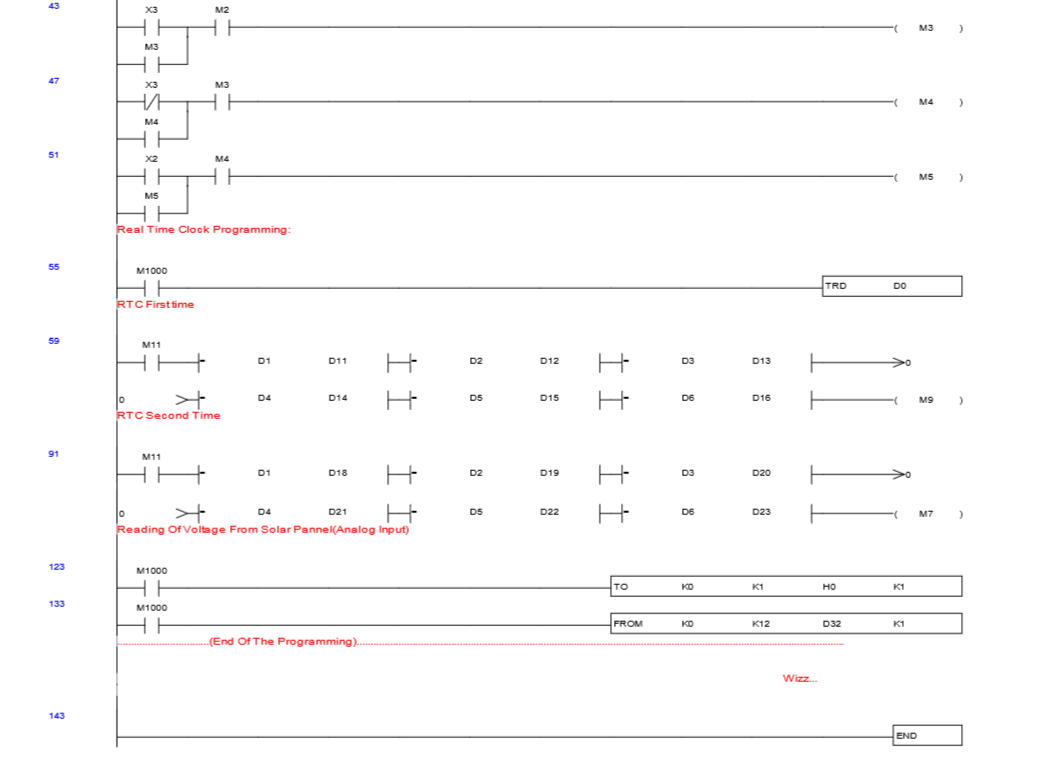 43
X3 M2
( M3 )
M3
47
X3 M3
( M4 )
M4
51
X2 M4
( M5 )
M5
Real Time Clock Programming:
55
M1000
TRD D0
RTC First time
59
M11
= D1 D11 = D2 D12 = D3 D13 0
0 = D4 D14 = D5 D15 = D6 D16 ( M9 )
RTC Second Time
91
M11
= D1 D18 = D2 D19 = D3 D20 0
0 = D4 D21 = D5 D22 = D6 D23 ( M7 )
Reading Of Voltage From Solar Pannel(Analog Input)
123
M1000
TO K0 K1 H0 K1
133
M1000
FROM K0 K12 D32 K1
(End Of The Programming)
Wizz...
143
END